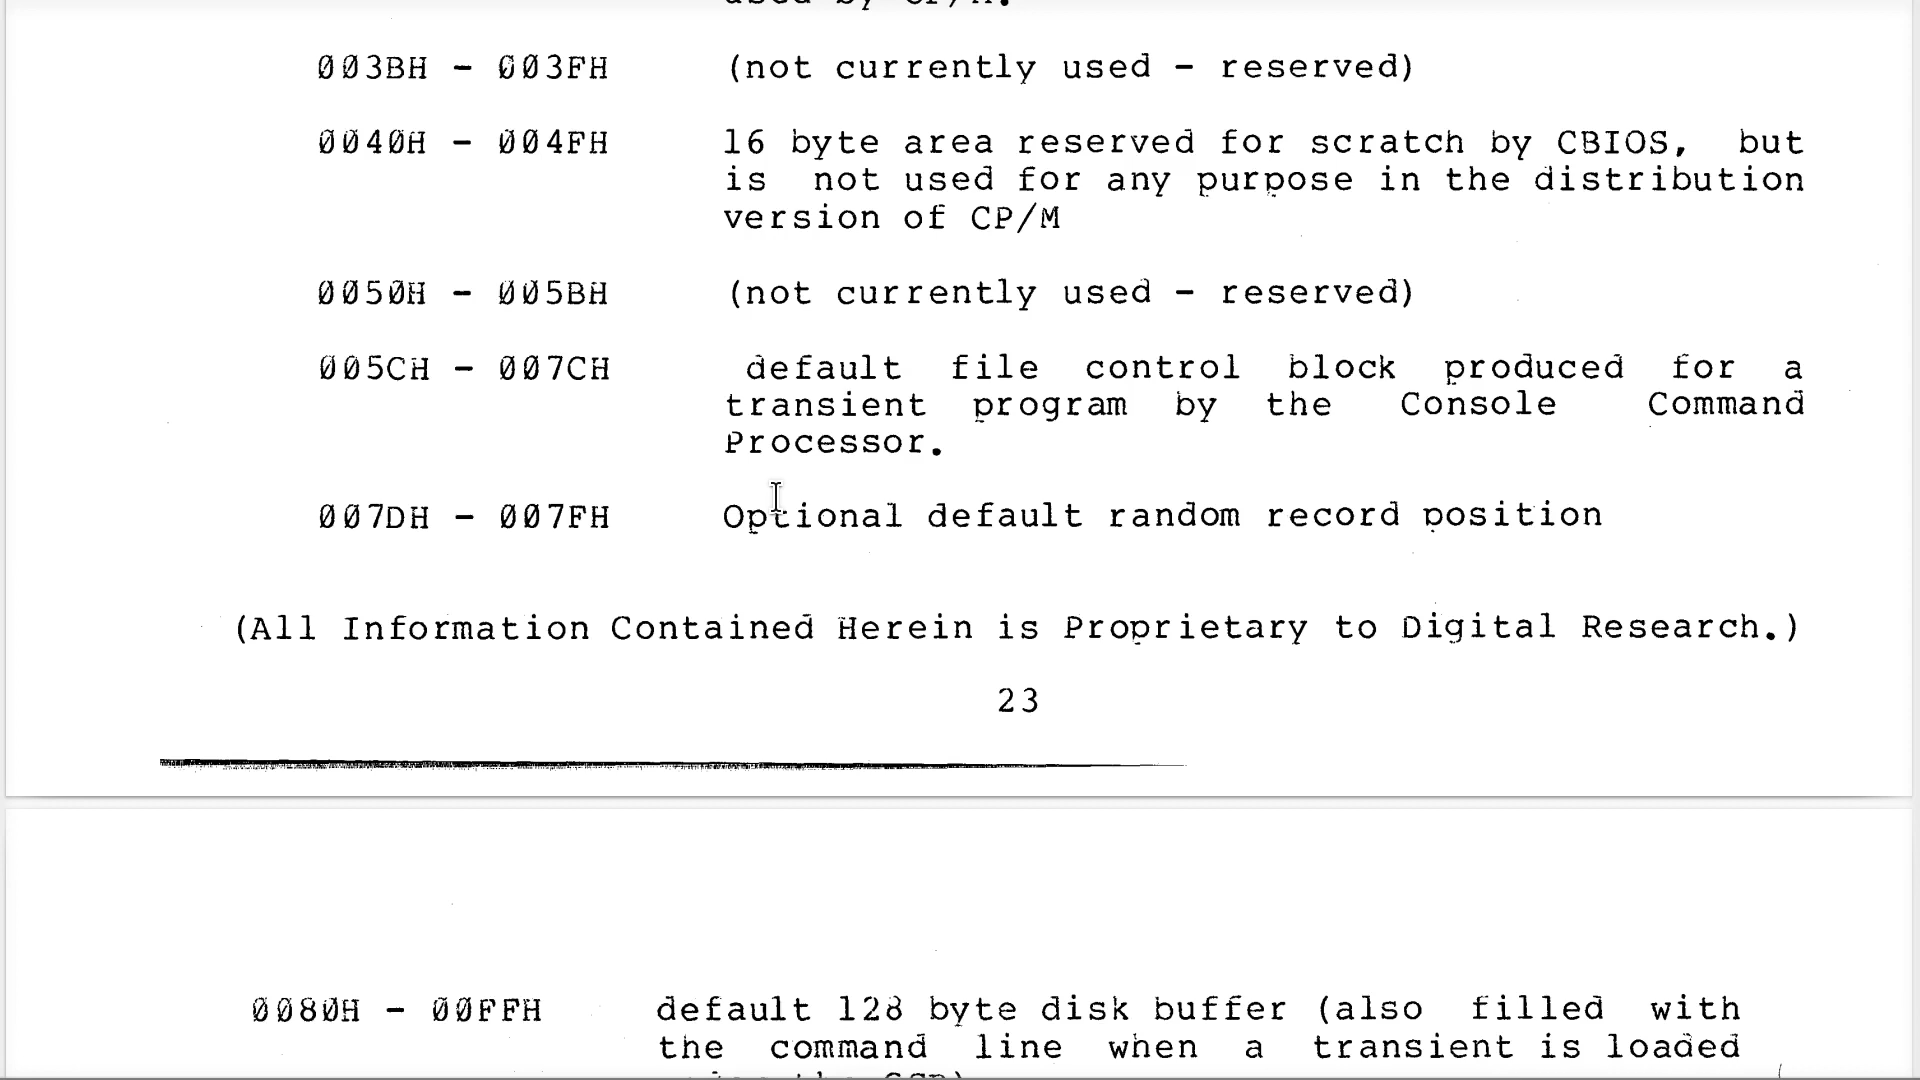 used by CP/M.
003BH - 003FH (not currently used - reserved)
0040H - 004FH 16 byte area reserved for scratch by CBIOS, but
is not used for any purpose in the distribution
version of CP/M
0050H - 005BH (not currently used - reserved)
005CH - 007CH default file control block produced for a
transient program by the Console Command
Processor.
007DH - 007FH Optional default random record position
(All Information Contained Herein is Proprietary to Digital Research.)
23
0080H - 00FFH default 128 byte disk buffer (also filled with
the command line when a transient is loaded